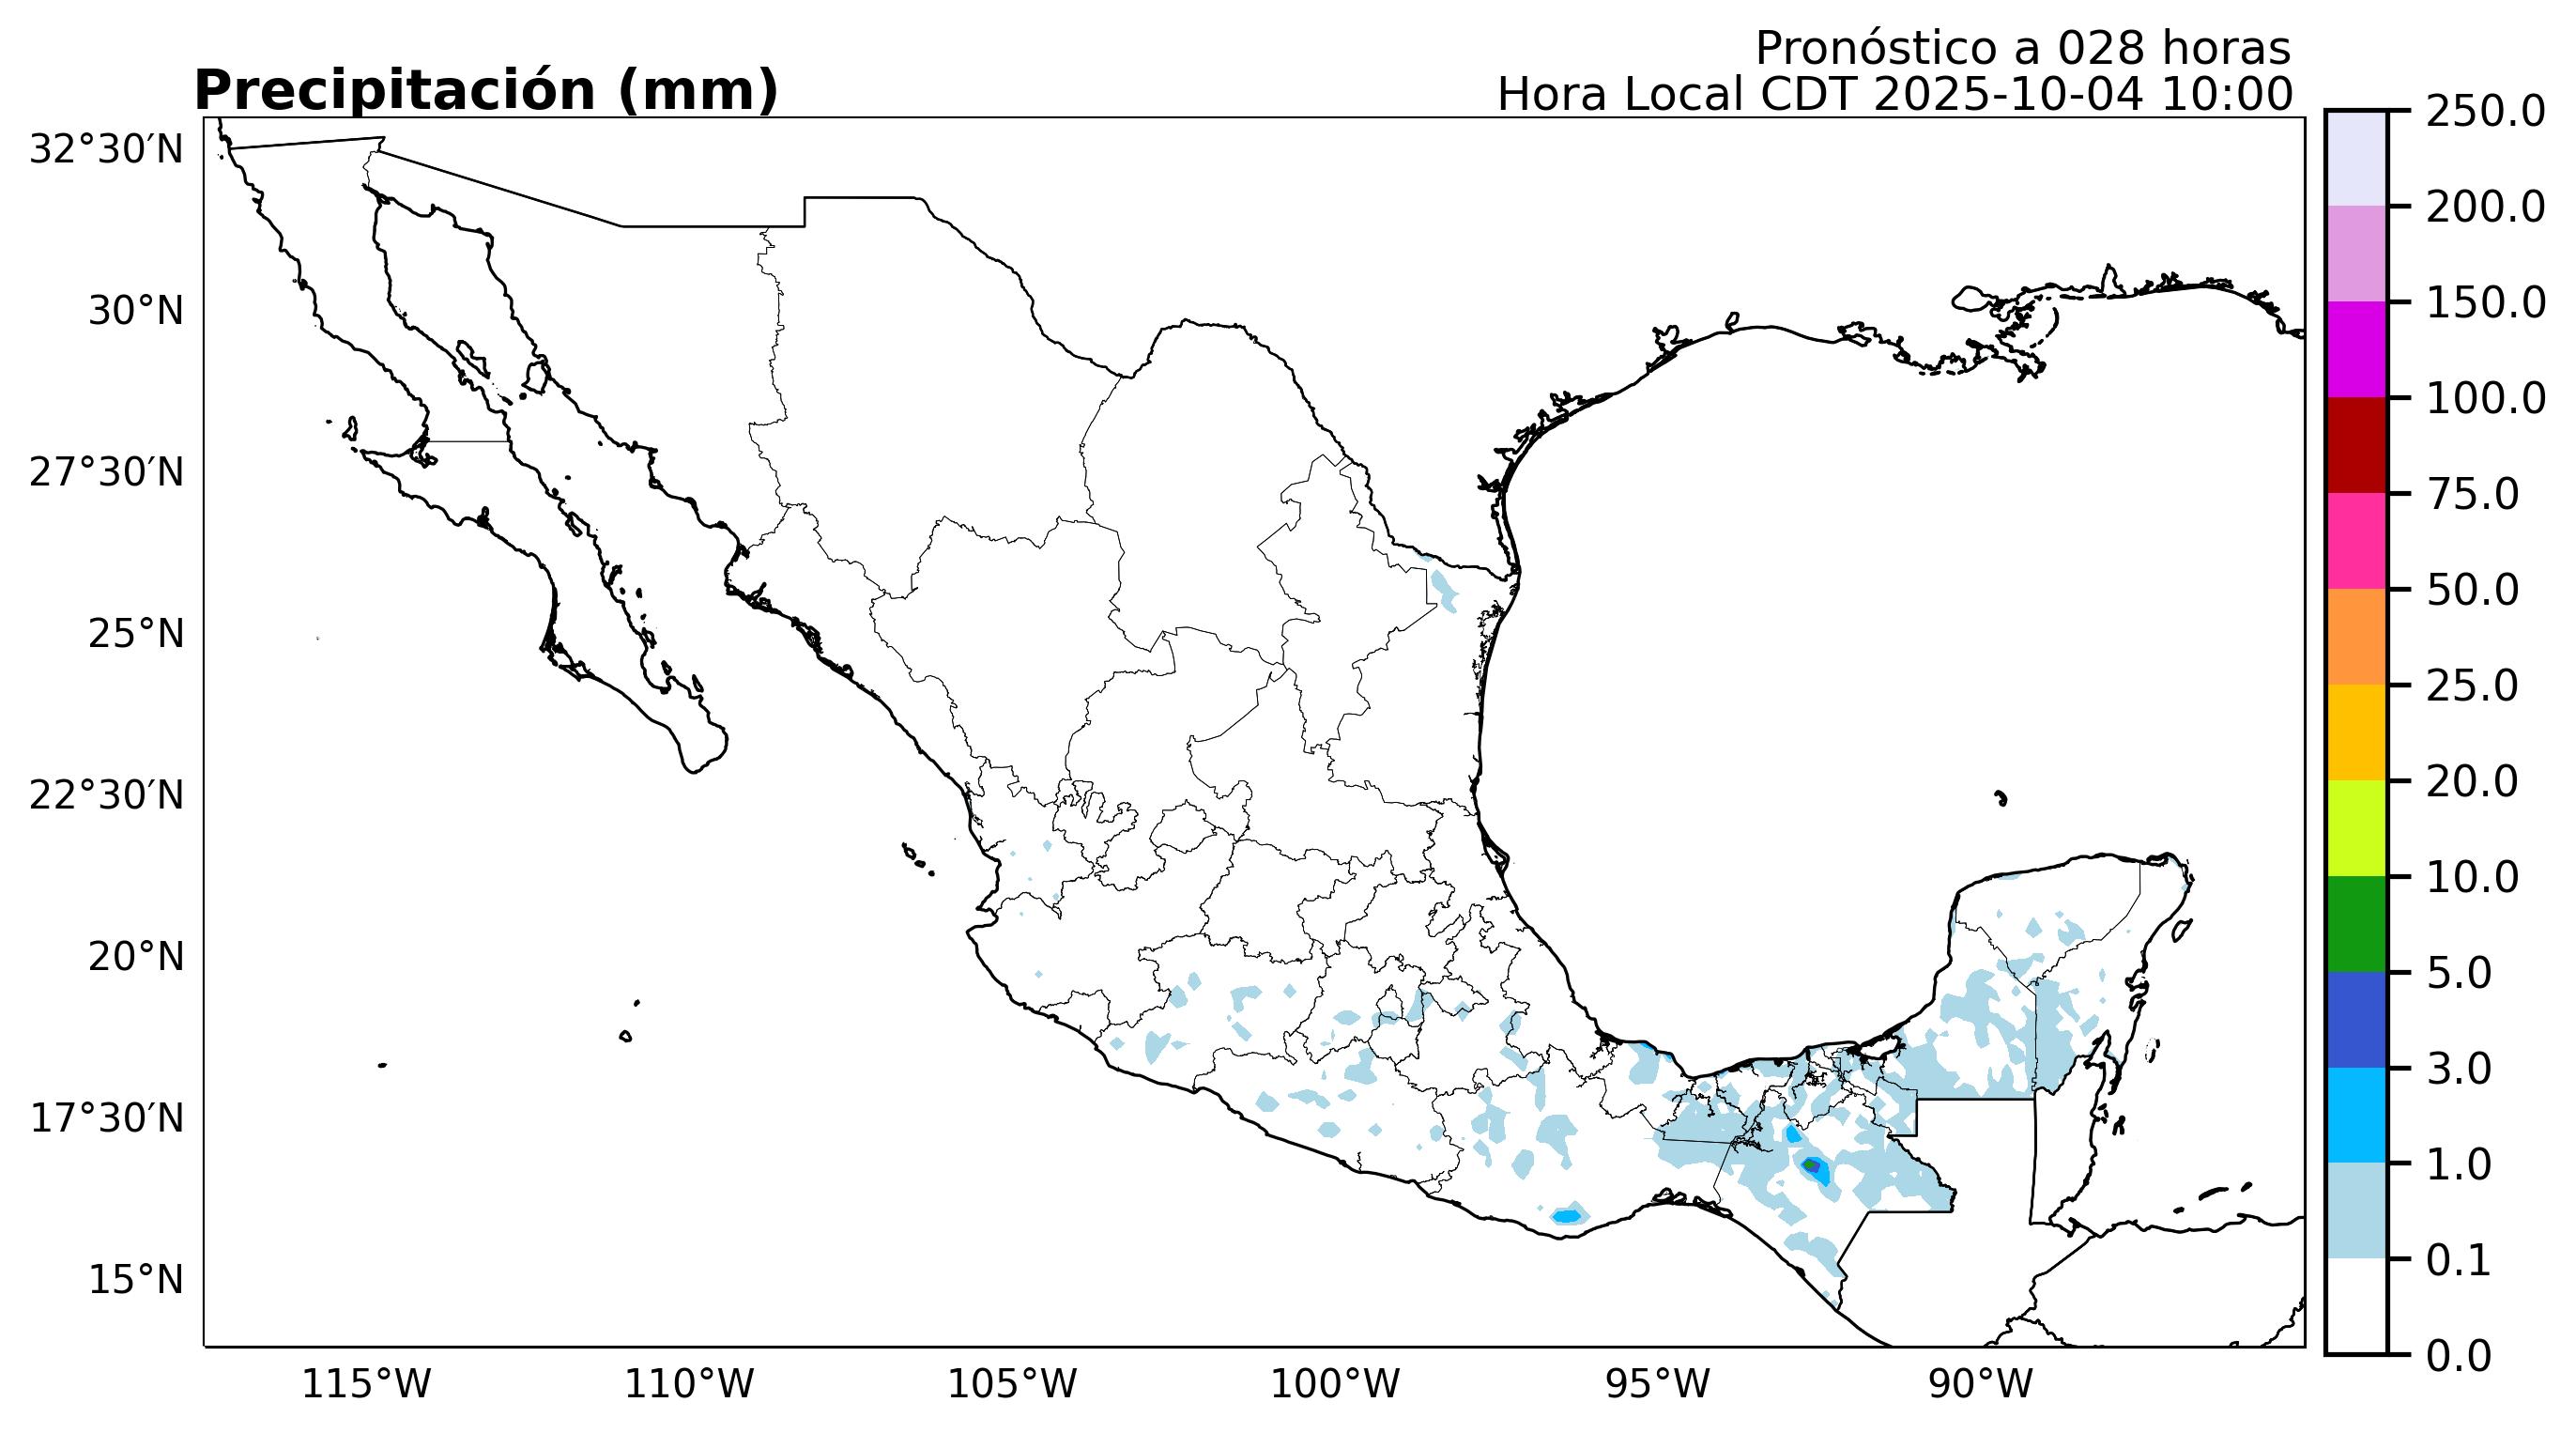 Pronóstico a 028 horas
Precipitación (mm)
Hora Local CDT 2025-10-04 10:00
32°30′N
30°N
27°30′N
25°N
22°30′N
20°N
17°30′N
15°N
115°W
110°W
105°W
100°W
95°W
90°W
250.0
200.0
150.0
100.0
75.0
50.0
25.0
20.0
10.0
5.0
3.0
1.0
0.1
0.0